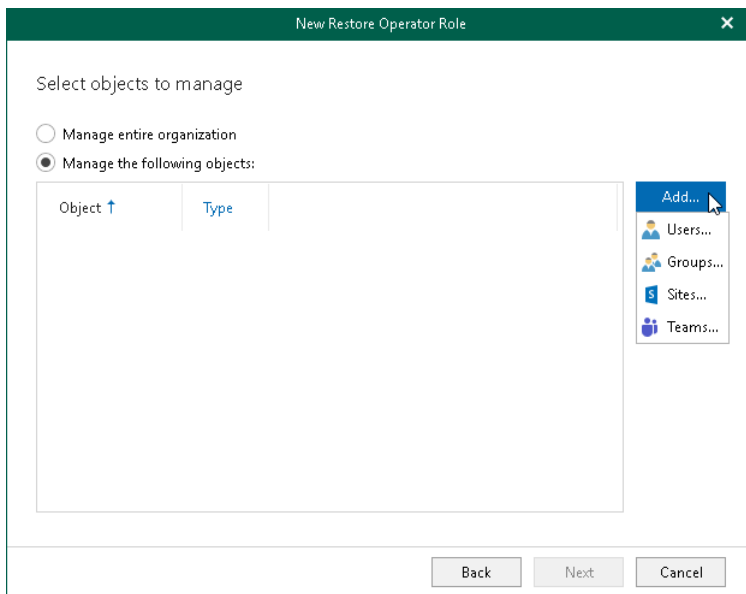 New Restore Operator Role
Select objects to manage
Manage entire organization
Manage the following objects:
Object Type
Add...
Users...
Groups...
Sites...
Teams...
Back Next Cancel